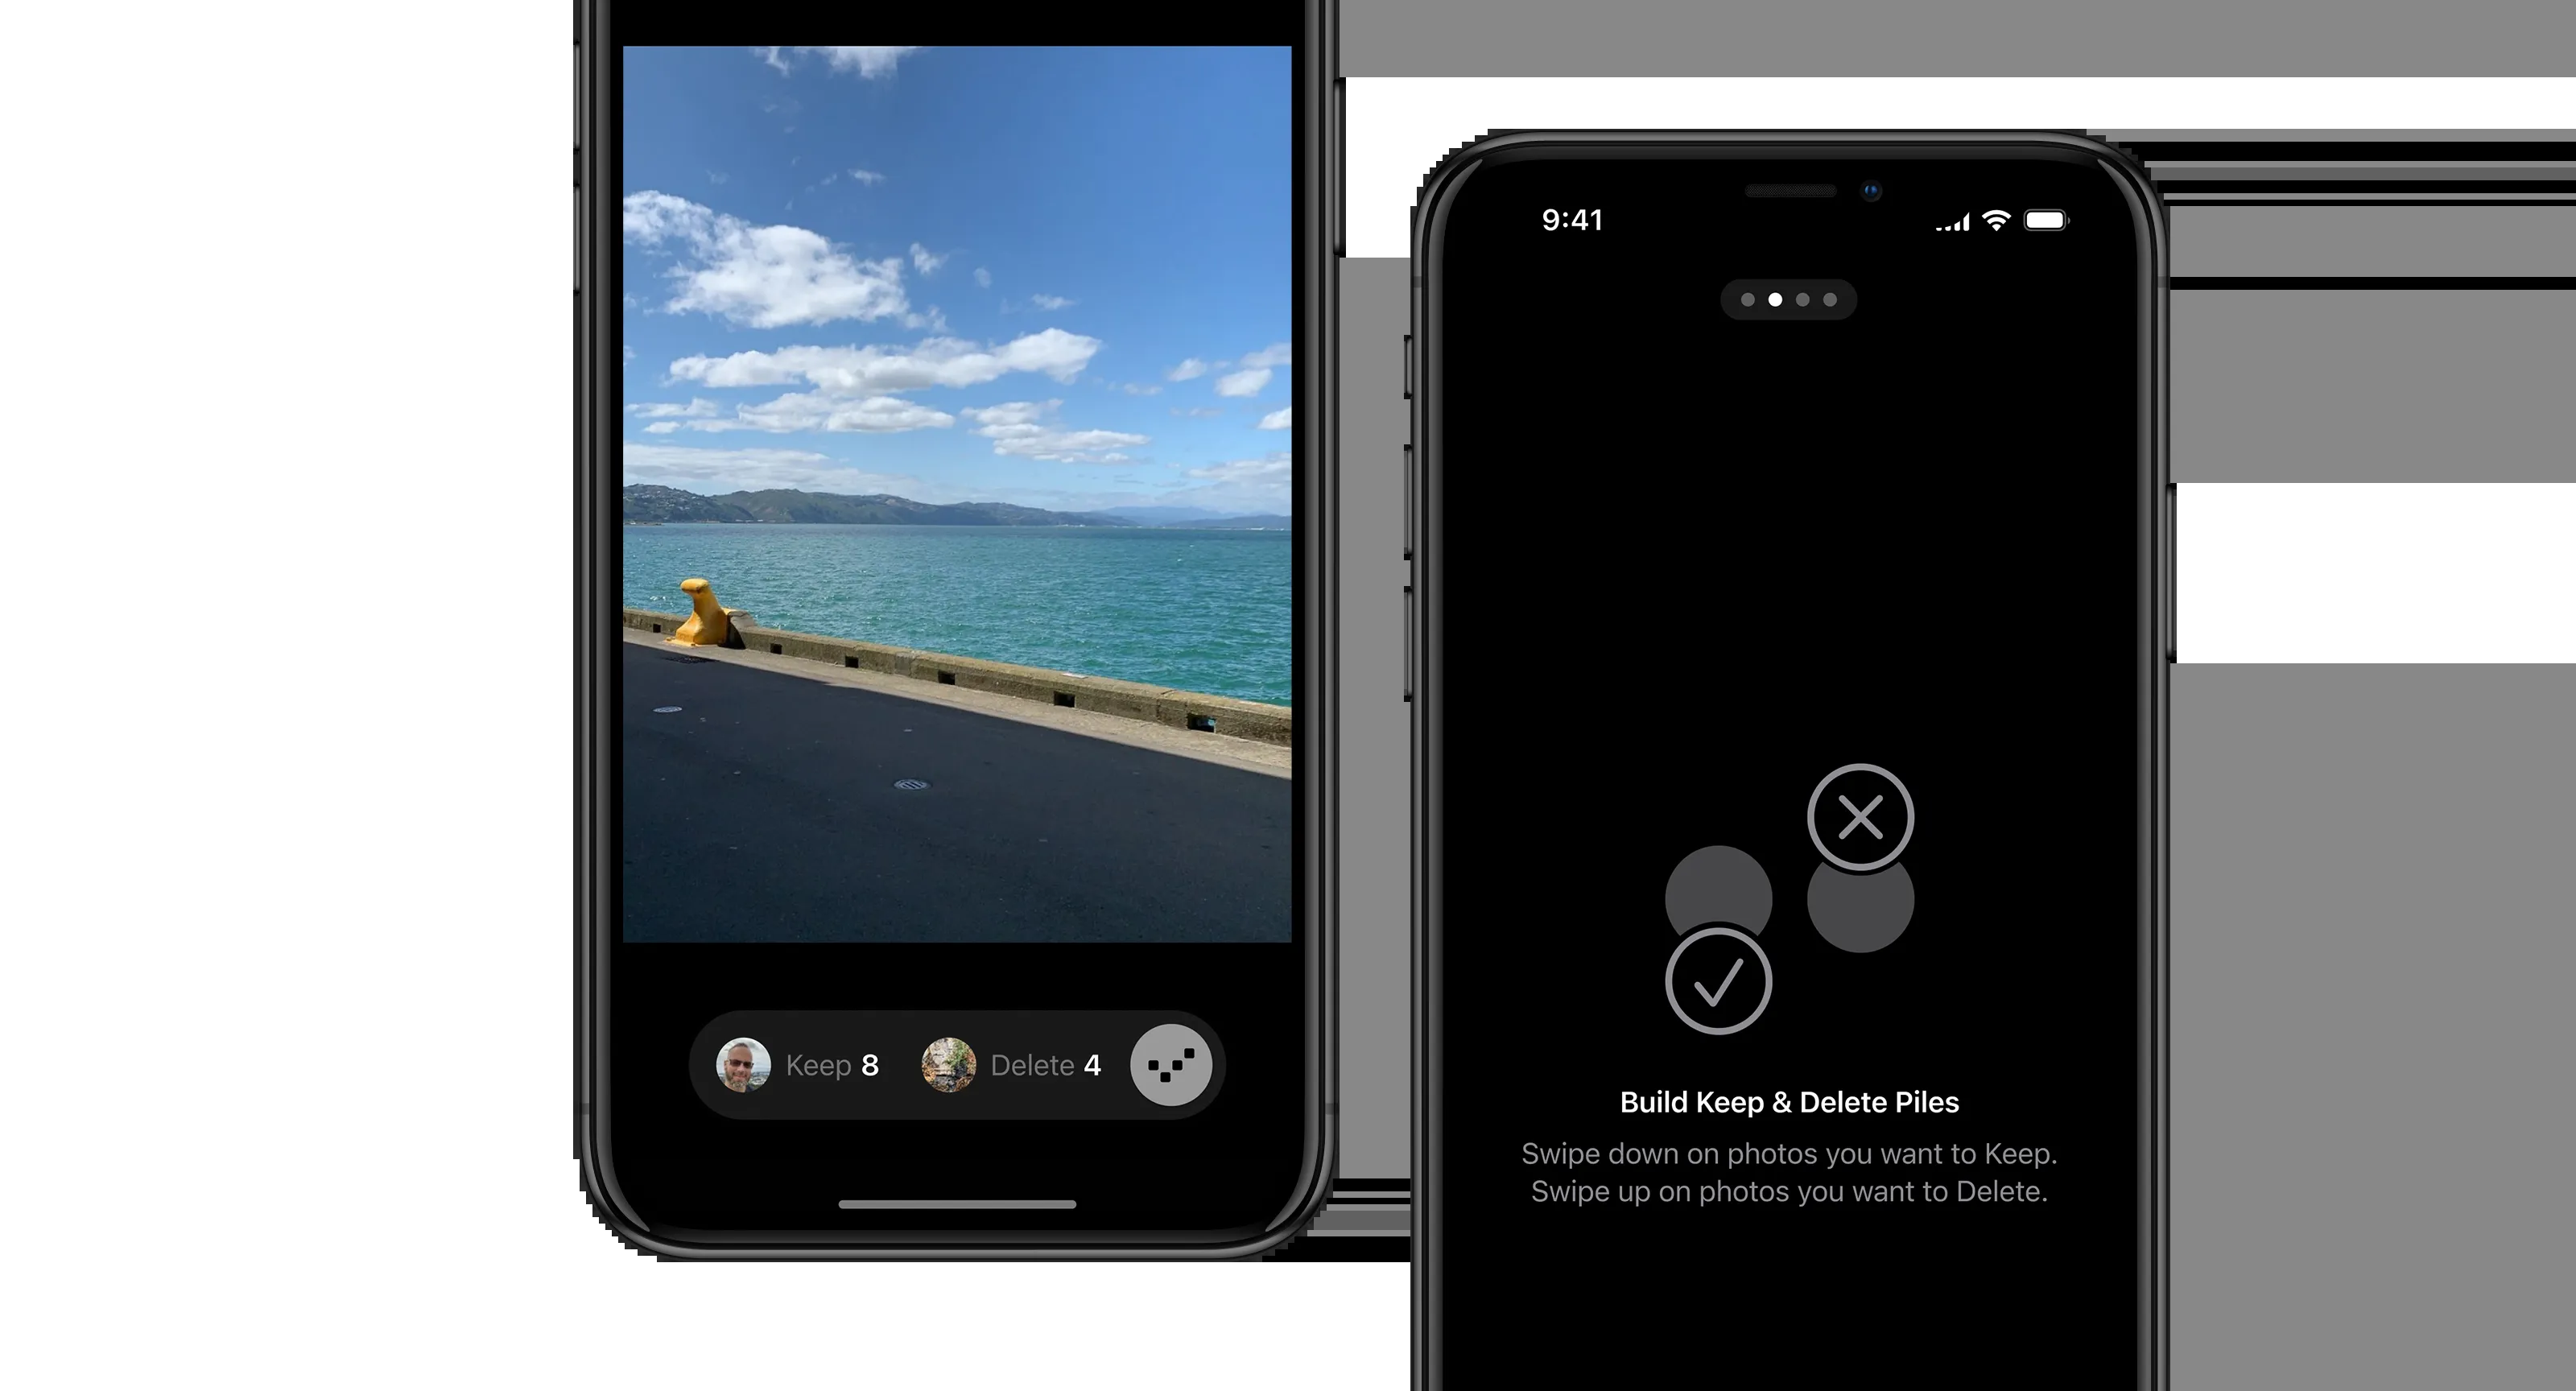 Keep 8
Delete 4
9:41
Build Keep & Delete Piles
Swipe down on photos you want to Keep.
Swipe up on photos you want to Delete.